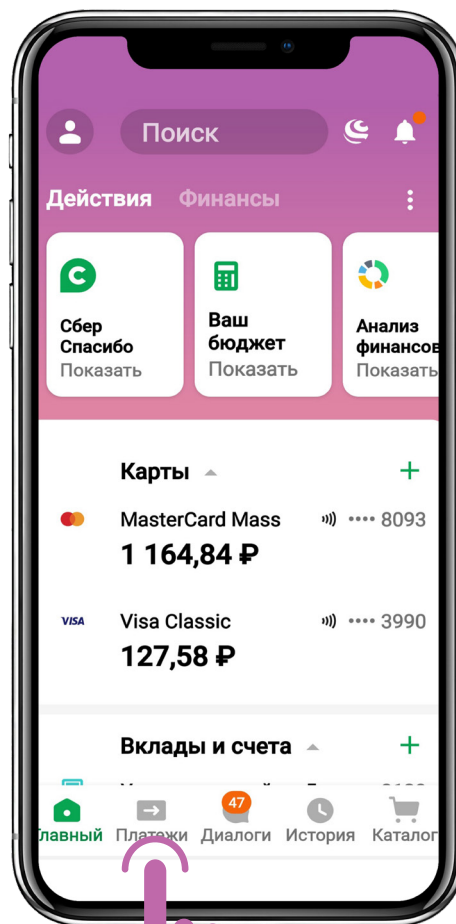 Поиск
Действия Финансы
Сбер
Спасибо
Показать
Ваш
бюджет
Показать
Анализ
финансов
Показать
Карты
MasterCard Mass •••• 8093
1 164,84 ₽
VISA Visa Classic •••• 3990
127,58 ₽
Вклады и счета
47
Главный Платежи Диалоги История Каталог